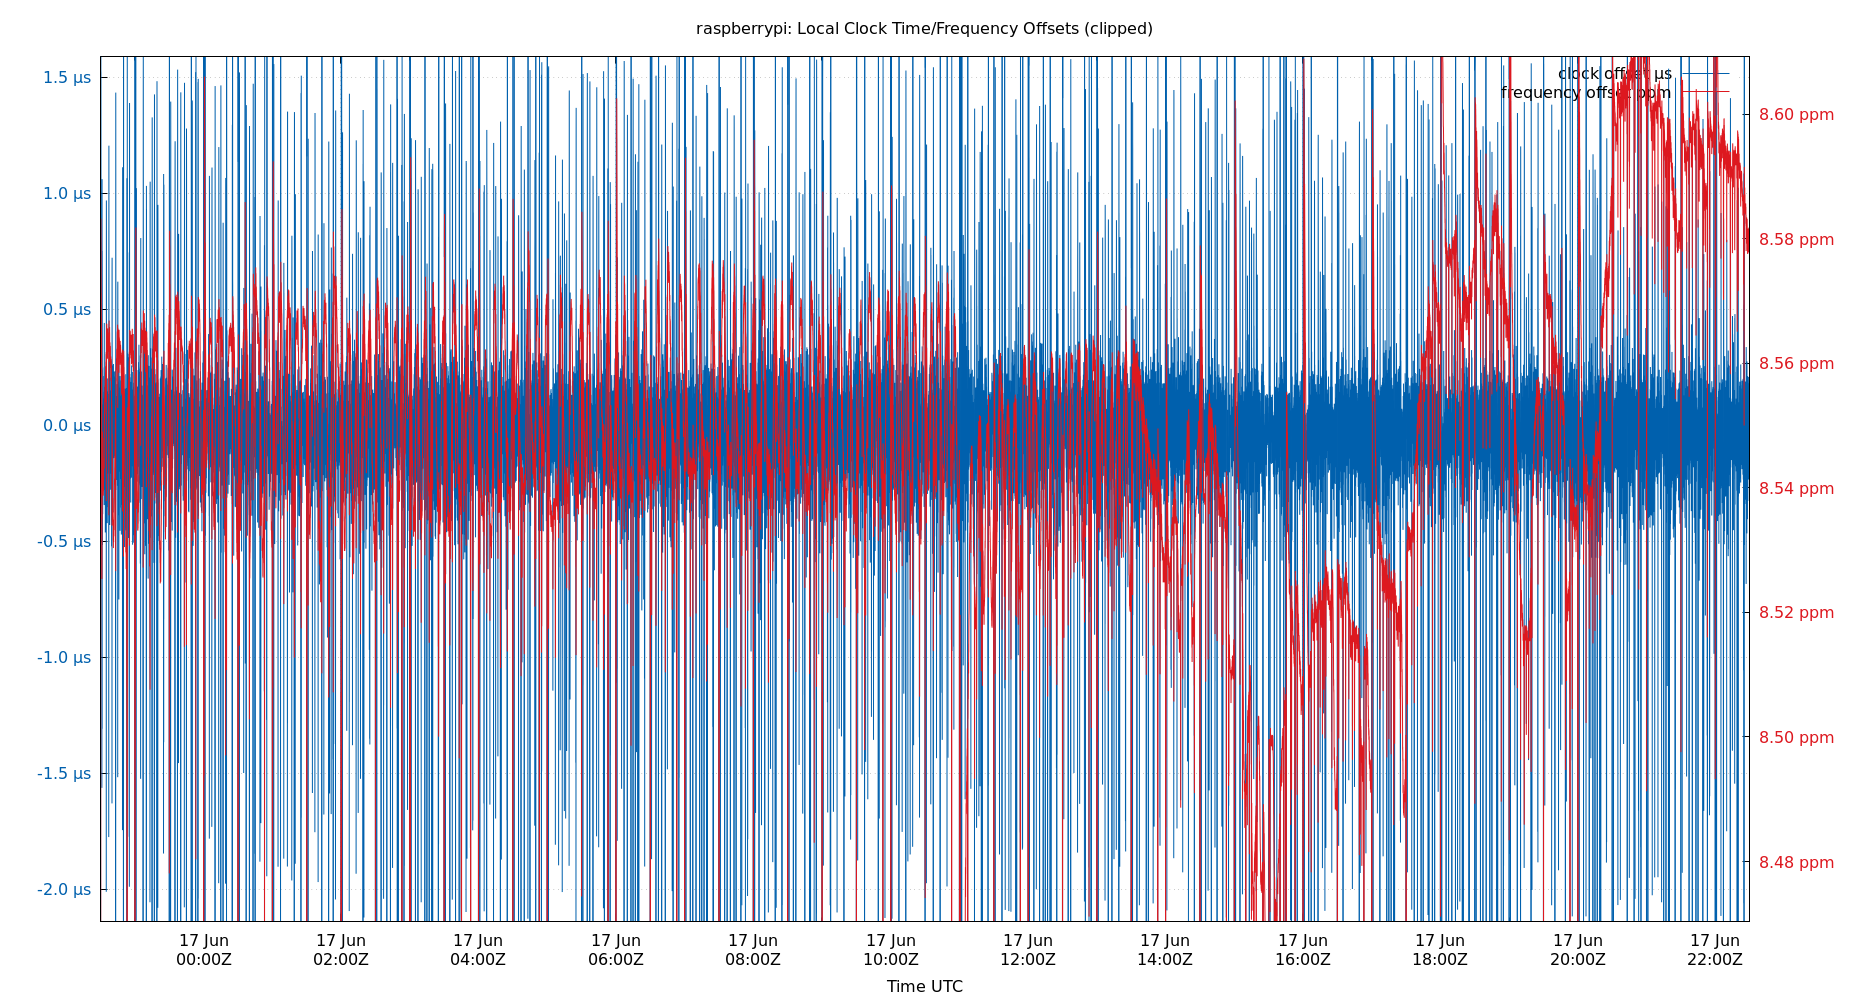 raspberrypi: Local Clock Time/Frequency Offsets (clipped)
clock offset µs
frequency offset ppm
1.5 µs
1.0 µs
0.5 µs
0.0 µs
-0.5 µs
-1.0 µs
-1.5 µs
-2.0 µs
8.60 ppm
8.58 ppm
8.56 ppm
8.54 ppm
8.52 ppm
8.50 ppm
8.48 ppm
17 Jun 17 Jun 17 Jun 17 Jun 17 Jun 17 Jun 17 Jun 17 Jun 17 Jun 17 Jun 17 Jun 17 Jun
00:00Z 02:00Z 04:00Z 06:00Z 08:00Z 10:00Z 12:00Z 14:00Z 16:00Z 18:00Z 20:00Z 22:00Z
Time UTC